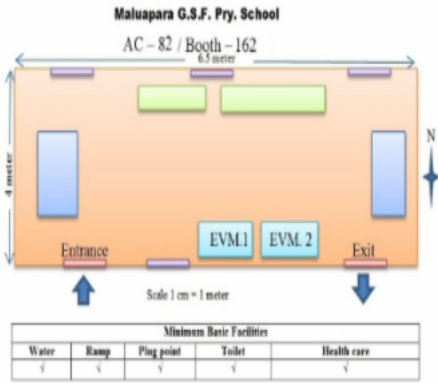 Maluapara G.S.F. Pry. School
AC – 82 / Booth – 162
6.5 meter
4 meter
N
EVM.1 EVM. 2
Entrance Exit
Scale 1 cm = 1 meter
Minimum Basic Facilities
Water Ramp Plug point Toilet Health care
√ √ √ √ √